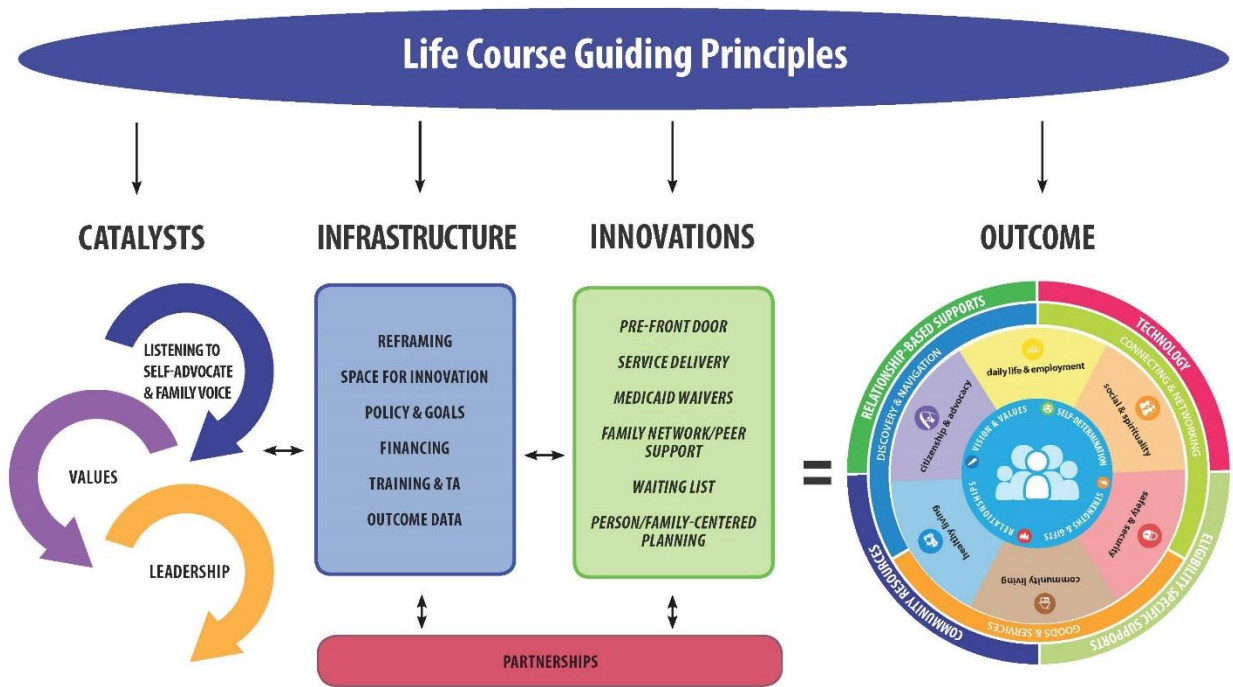 Life Course Guiding Principles
CATALYSTS
LISTENING TO
SELF-ADVOCATE
& FAMILY VOICE
VALUES
LEADERSHIP
INFRASTRUCTURE
REFRAMING
SPACE FOR INNOVATION
POLICY & GOALS
FINANCING
TRAINING & TA
OUTCOME DATA
INNOVATIONS
PRE-FRONT DOOR
SERVICE DELIVERY
MEDICAID WAIVERS
FAMILY NETWORK/PEER
SUPPORT
WAITING LIST
PERSON/FAMILY-CENTERED
PLANNING
PARTNERSHIPS
=
OUTCOME
RELATIONSHIP-BASED SUPPORTS
TECHNOLOGY
ELIGIBILITY SPECIFIC SUPPORTS
COMMUNITY RESOURCES
DISCOVERY & NAVIGATION
CONNECTING & NETWORKING
GOODS & SERVICES
daily life & employment
social & spirituality
safety & security
community living
healthy living
citizenship & advocacy
VISION & VALUES
SELF-DETERMINATION
STRENGTHS & GIFTS
RELATIONSHIPS